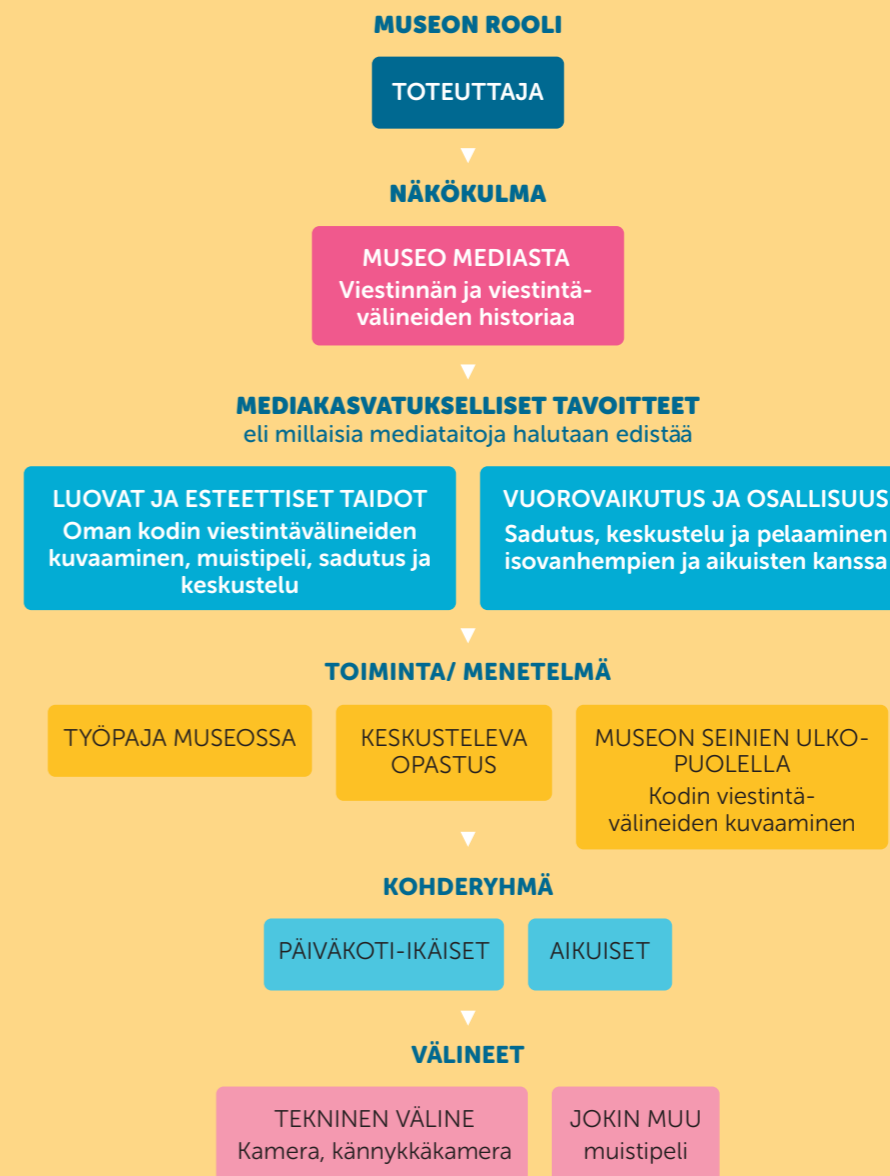 MUSEON ROOLI
TOTEUTTAJA
NÄKÖKULMA
MUSEO MEDIASTA
Viestinnän ja viestintä-
välineiden historiaa
MEDIAKASVATUKSELLISET TAVOITTEET
eli millaisia mediataitoja halutaan edistää
LUOVAT JA ESTEETTISET TAIDOT
Oman kodin viestintävälineiden
kuvaaminen, muistipeli, sadutus ja
keskustelu
VUOROVAIKUTUS JA OSALLISUUS
Sadutus, keskustelu ja pelaaminen
isovanhempien ja aikuisten kanssa
TOIMINTA/ MENETELMÄ
TYÖPAJA MUSEOSSA
KESKUSTELEVA
OPASTUS
MUSEON SEINIEN ULKO-
PUOLELLA
Kodin viestintä-
välineiden kuvaaminen
KOHDERYHMÄ
PÄIVÄKOTI-IKÄISET
AIKUISET
VÄLINEET
TEKNINEN VÄLINE
Kamera, kännykkäkamera
JOKIN MUU
muistipeli